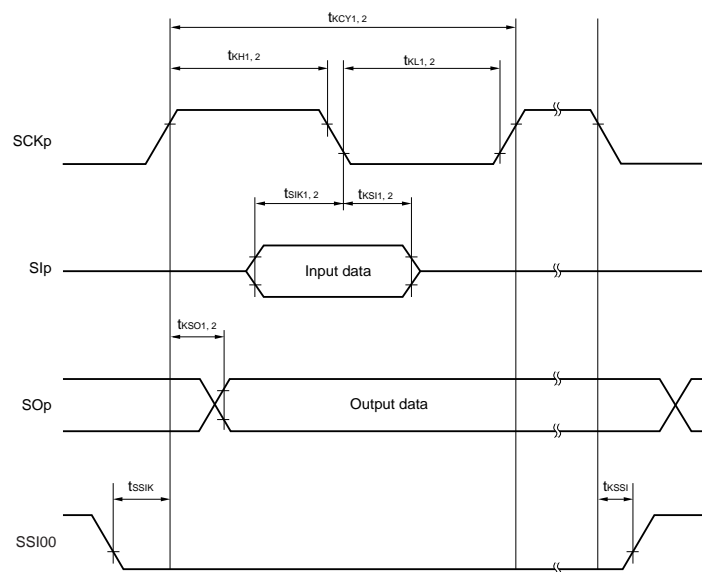 tKCY1, 2
tKH1, 2
tKL1, 2
SCKp
tSIK1, 2
tKSI1, 2
SIp
Input data
tKSO1, 2
SOp
Output data
tSSIK
tKSSI
SSI00